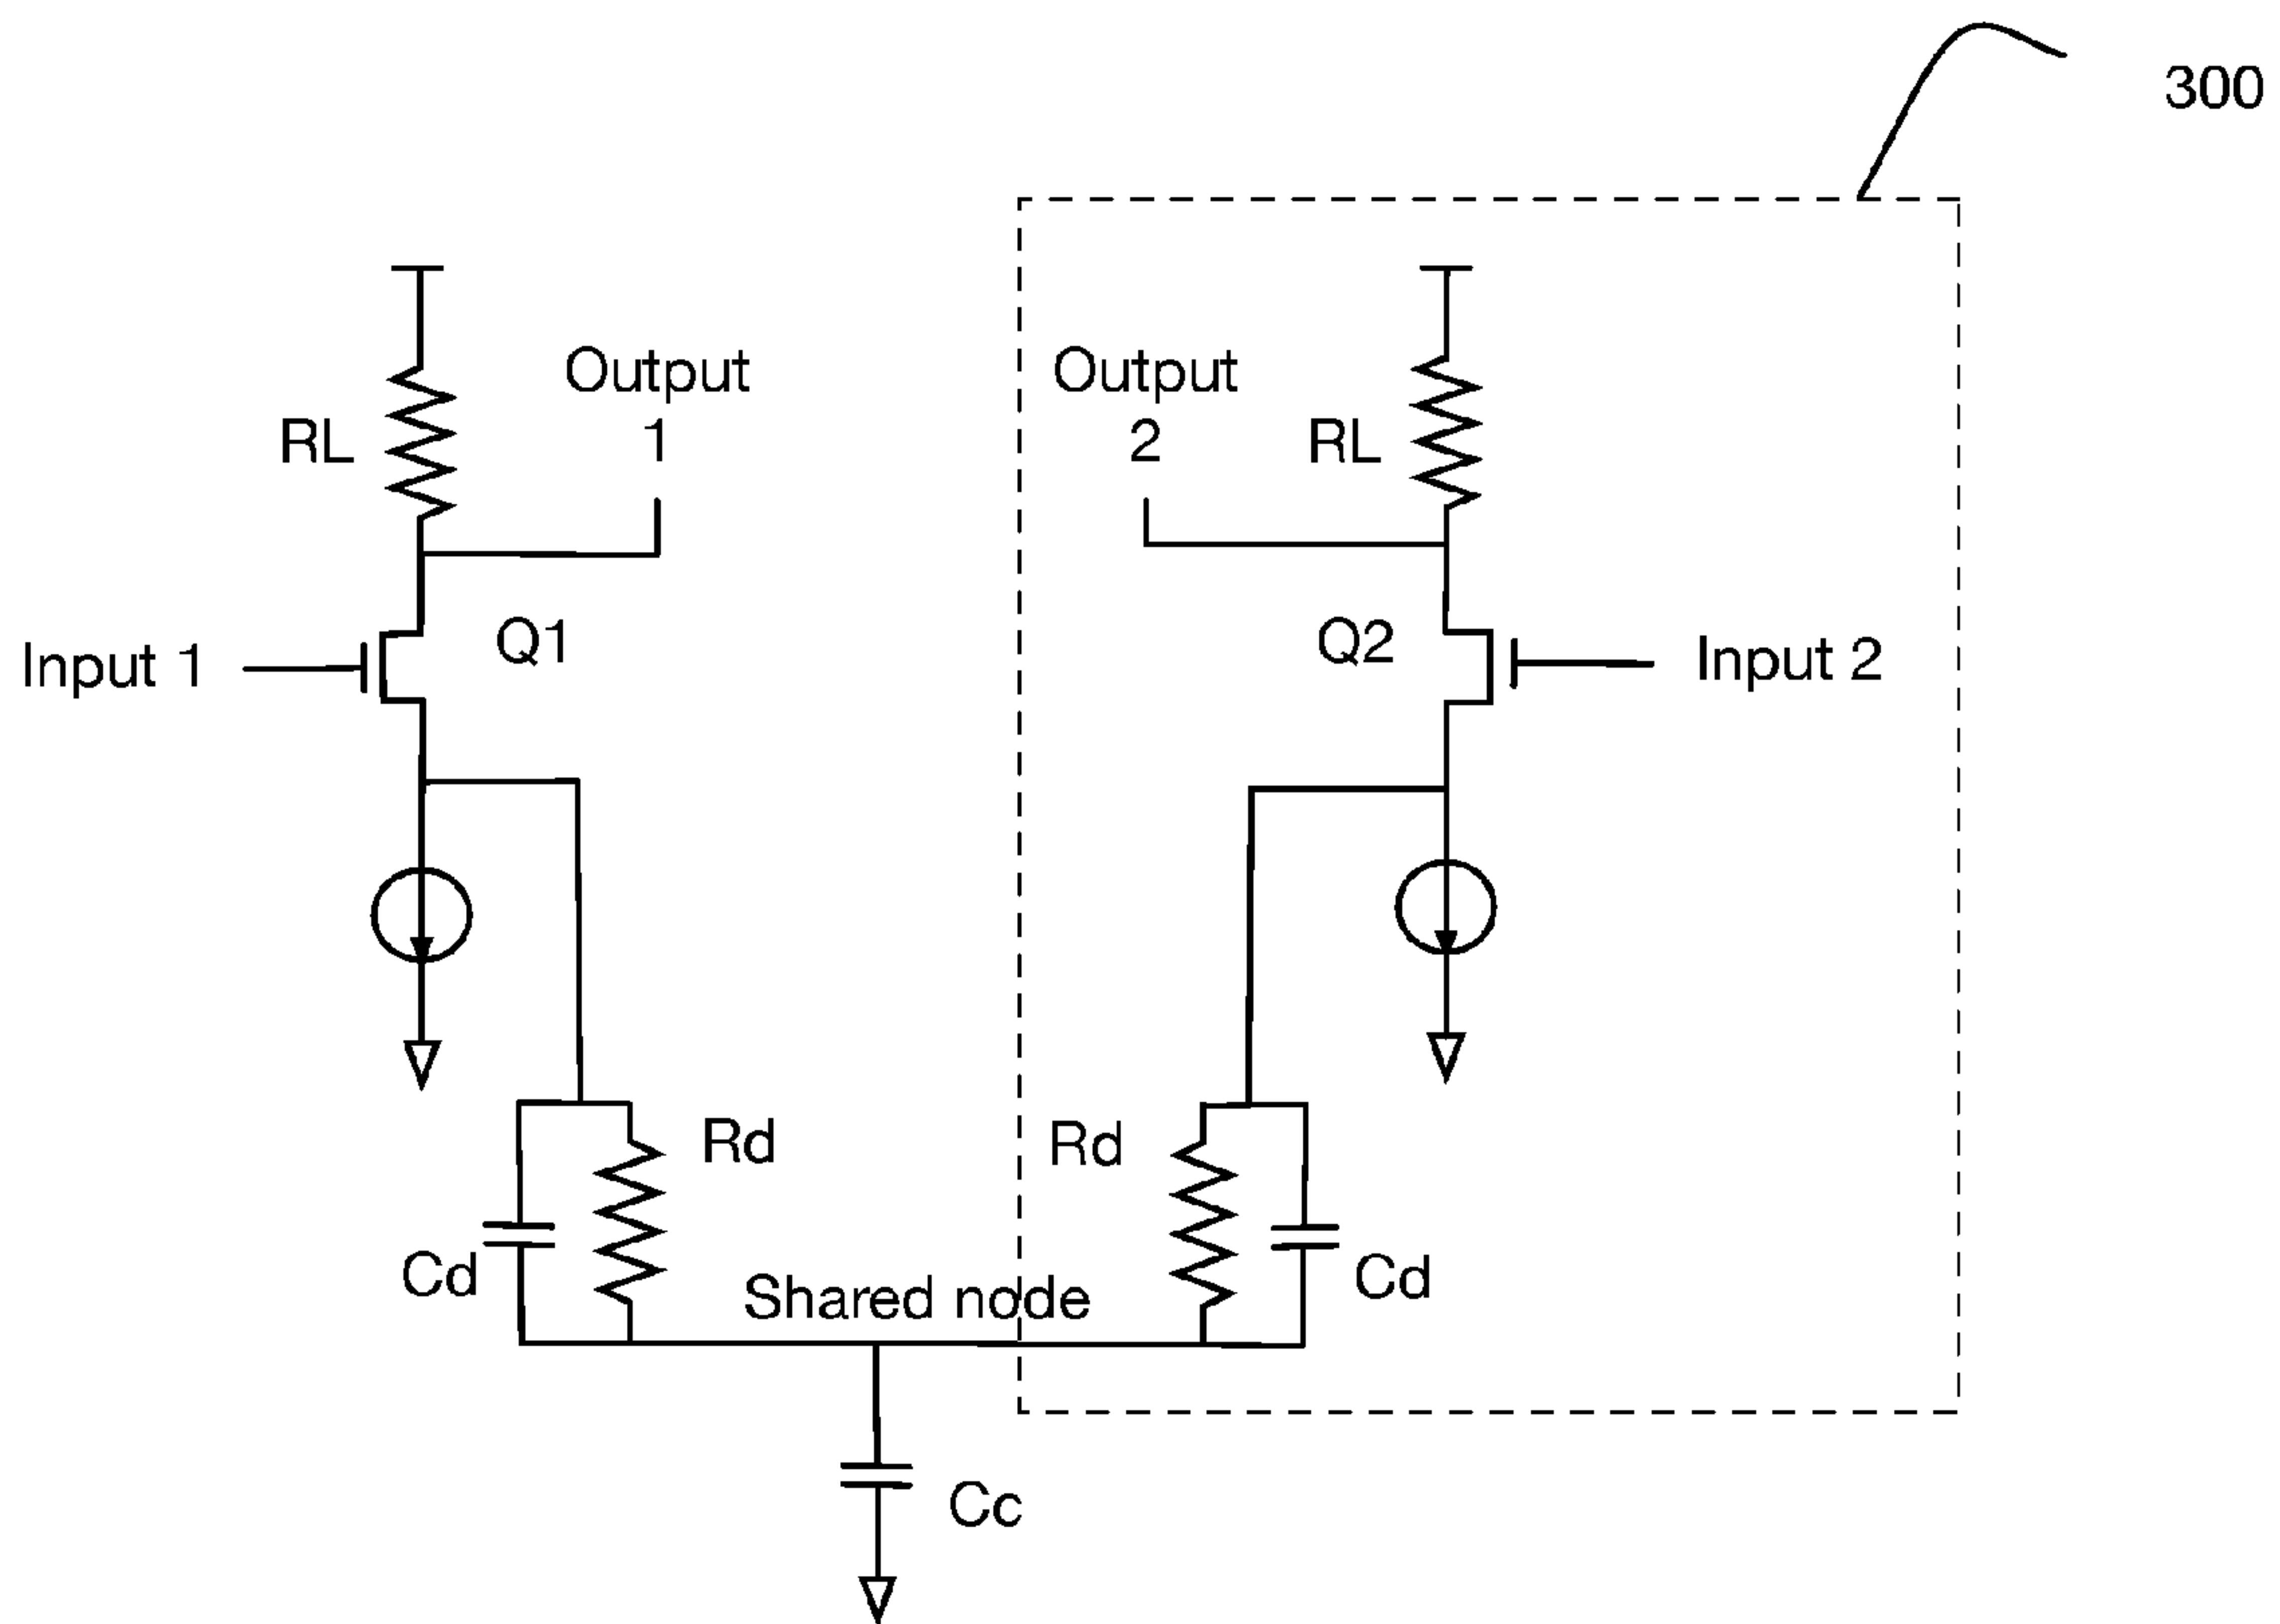 300
Output
1
Output
2
RL
RL
Input 1
Q1
Q2
Input 2
Rd
Rd
Cd
Shared node
Cd
Cc